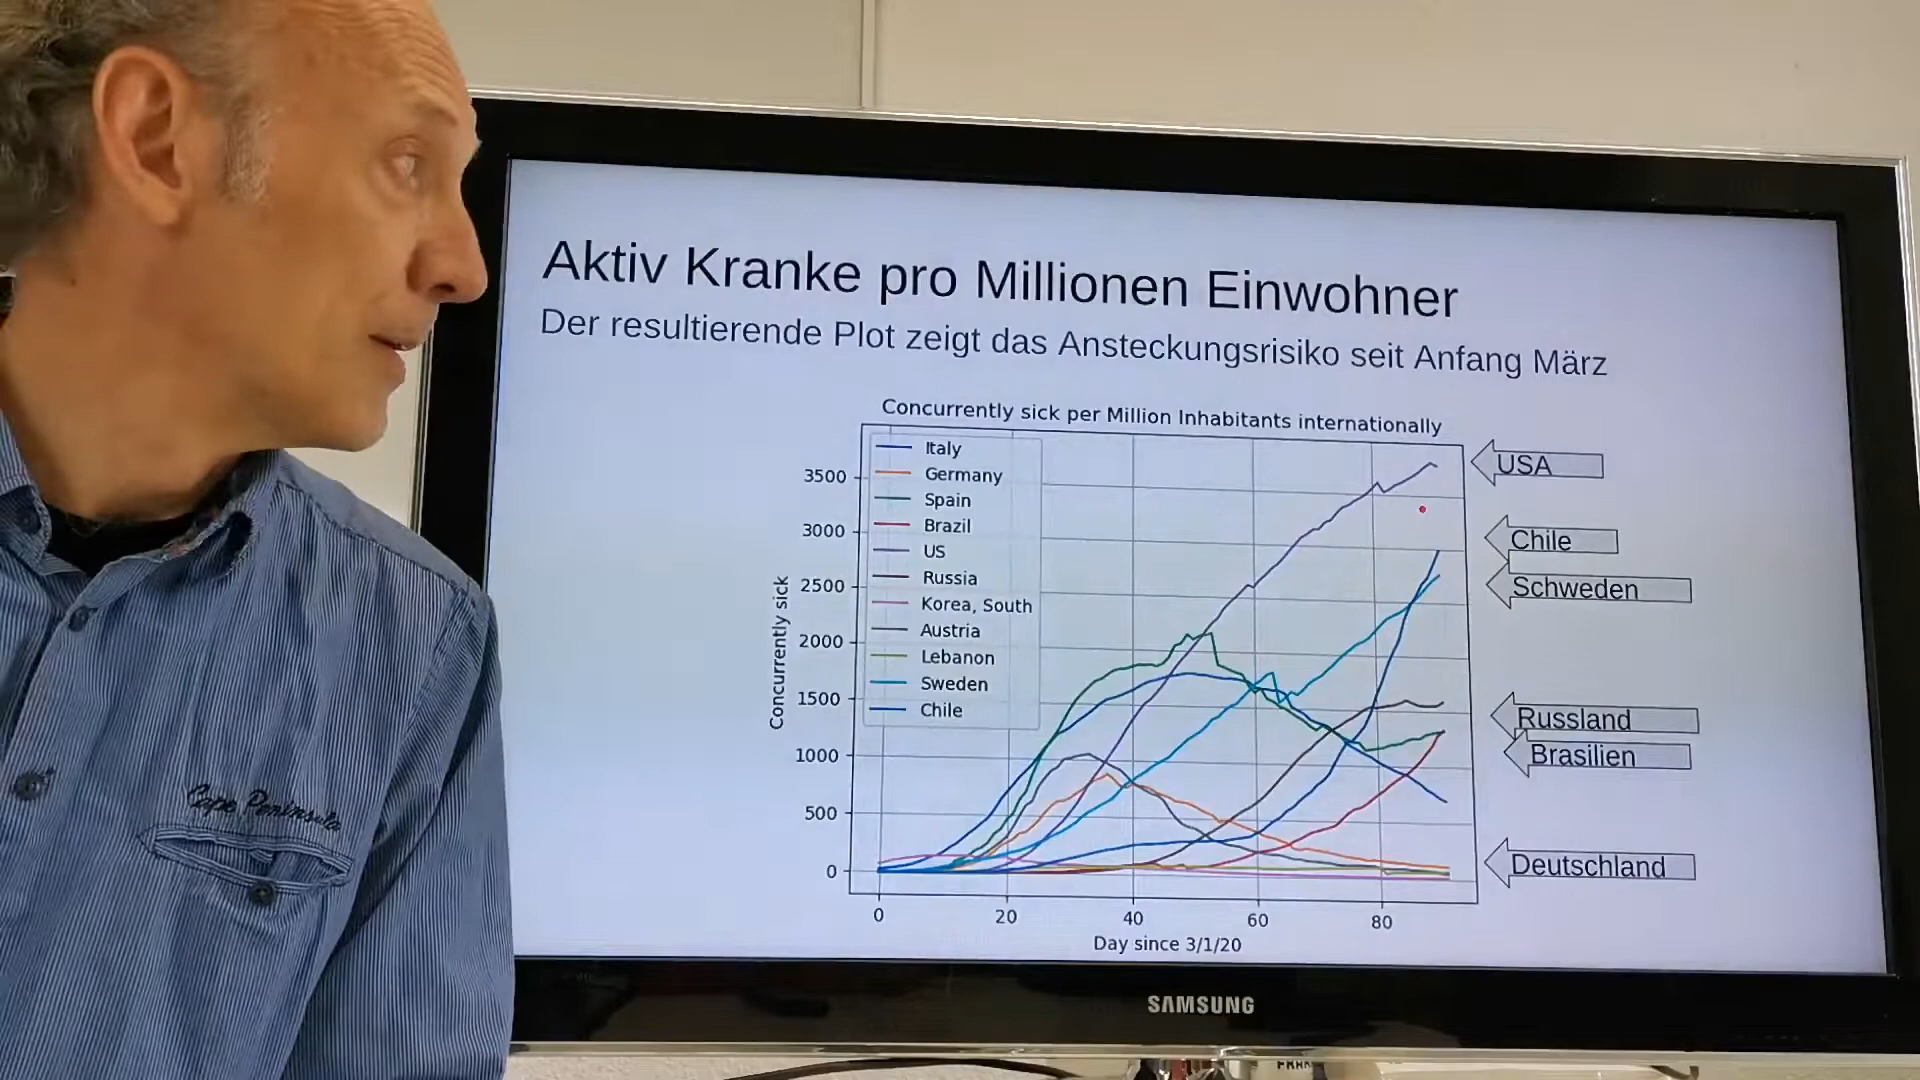 Aktiv Kranke pro Millionen Einwohner
Der resultierende Plot zeigt das Ansteckungsrisiko seit Anfang März
Concurrently sick per Million Inhabitants internationally
Italy
Germany
Spain
Brazil
US
Russia
Korea, South
Austria
Lebanon
Sweden
Chile
Concurrently sick
3500
3000
2500
2000
1500
1000
500
0
0 20 40 60 80
Day since 3/1/20
USA
Chile
Schweden
Russland
Brasilien
Deutschland
Cape Peninsula
SAMSUNG